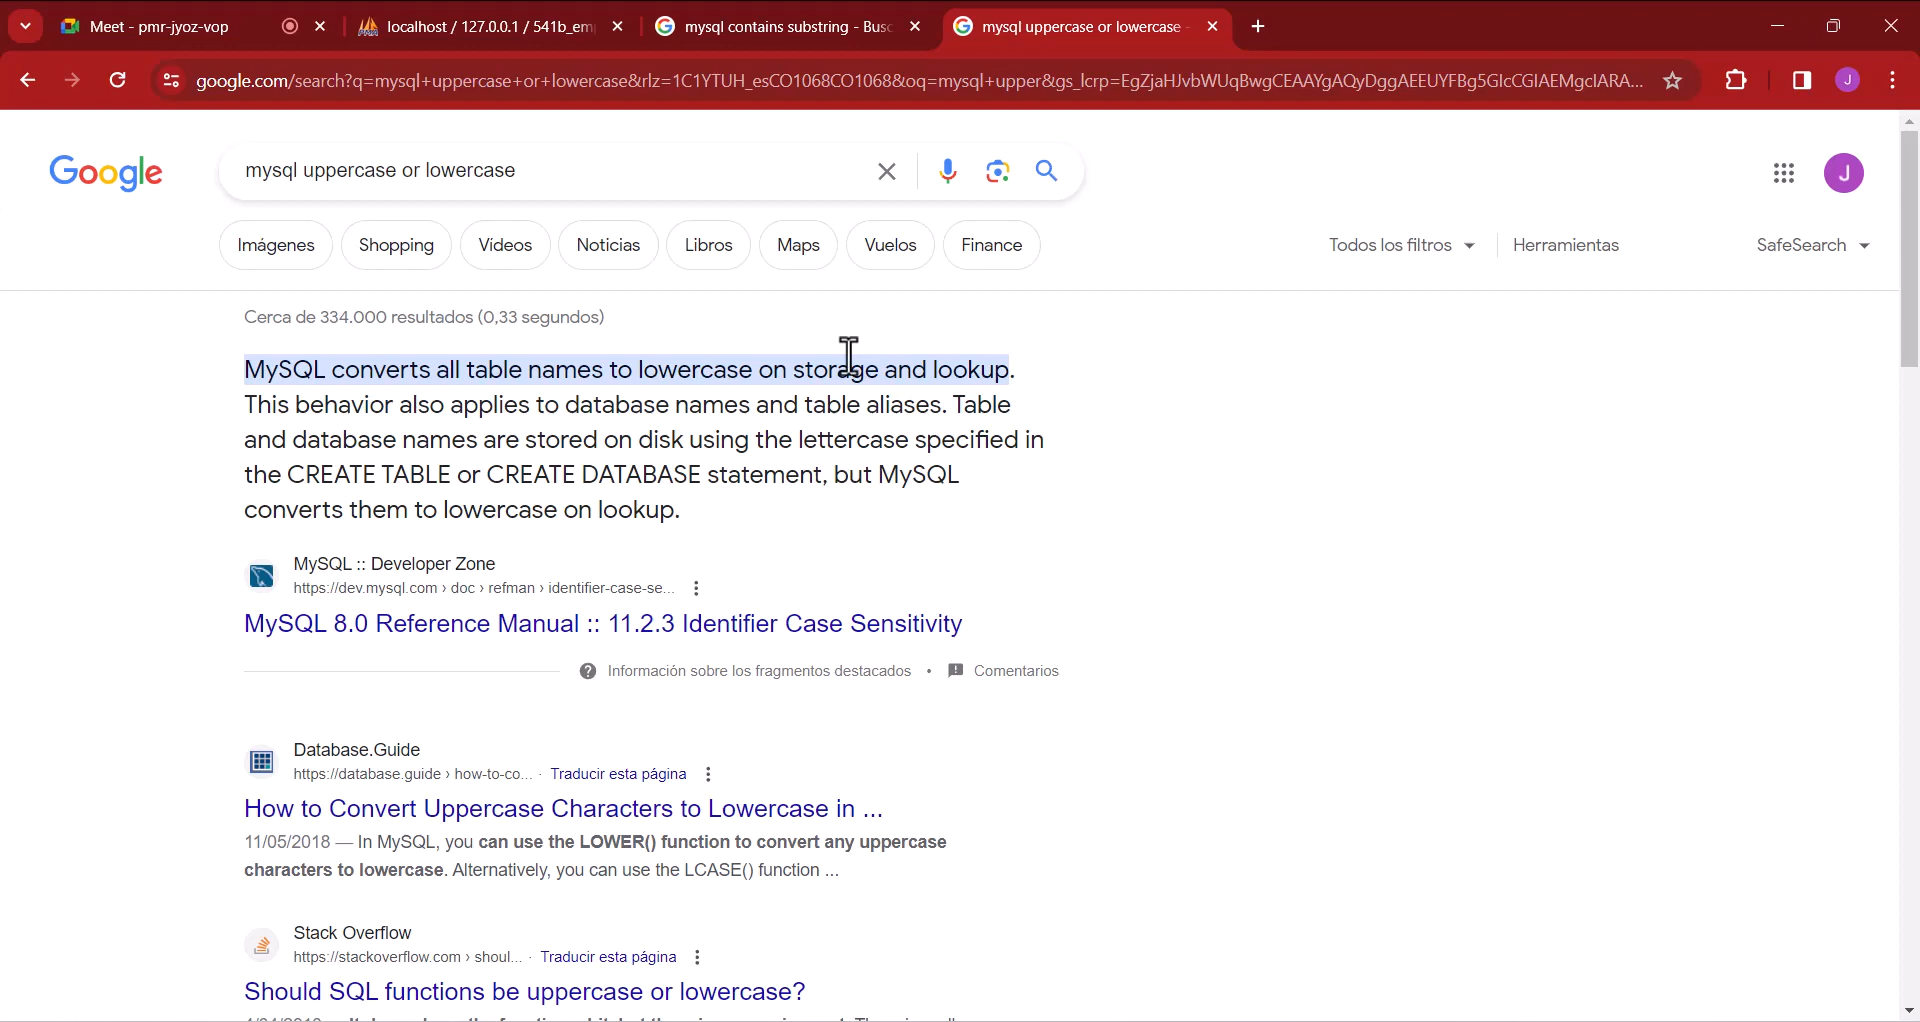 Meet - pmr-jyoz-vop
localhost / 127.0.0.1 / 541b_em
mysql contains substring - Busc
mysql uppercase or lowercase -
google.com/search?q=mysql+uppercase+or+lowercase&rlz=1C1YTUH_esCO1068CO1068&oq=mysql+upper&gs_lcrp=EgZjaHJvbWUqBwgCEAAYgAQyDggAEEUYFBg5GIcCGIAEMgcIARA...
J
Google
mysql uppercase or lowercase
J
Imágenes
Shopping
Vídeos
Noticias
Libros
Maps
Vuelos
Finance
Todos los filtros
Herramientas
SafeSearch
Cerca de 334.000 resultados (0,33 segundos)
MySQL converts all table names to lowercase on storage and lookup.
This behavior also applies to database names and table aliases. Table
and database names are stored on disk using the lettercase specified in
the CREATE TABLE or CREATE DATABASE statement, but MySQL
converts them to lowercase on lookup.
MySQL :: Developer Zone
https://dev.mysql.com › doc › refman › identifier-case-se...
MySQL 8.0 Reference Manual :: 11.2.3 Identifier Case Sensitivity
Información sobre los fragmentos destacados • Comentarios
Database.Guide
https://database.guide › how-to-co... · Traducir esta página
How to Convert Uppercase Characters to Lowercase in ...
11/05/2018 — In MySQL, you can use the LOWER() function to convert any uppercase
characters to lowercase. Alternatively, you can use the LCASE() function ...
Stack Overflow
https://stackoverflow.com › shoul... · Traducir esta página
Should SQL functions be uppercase or lowercase?